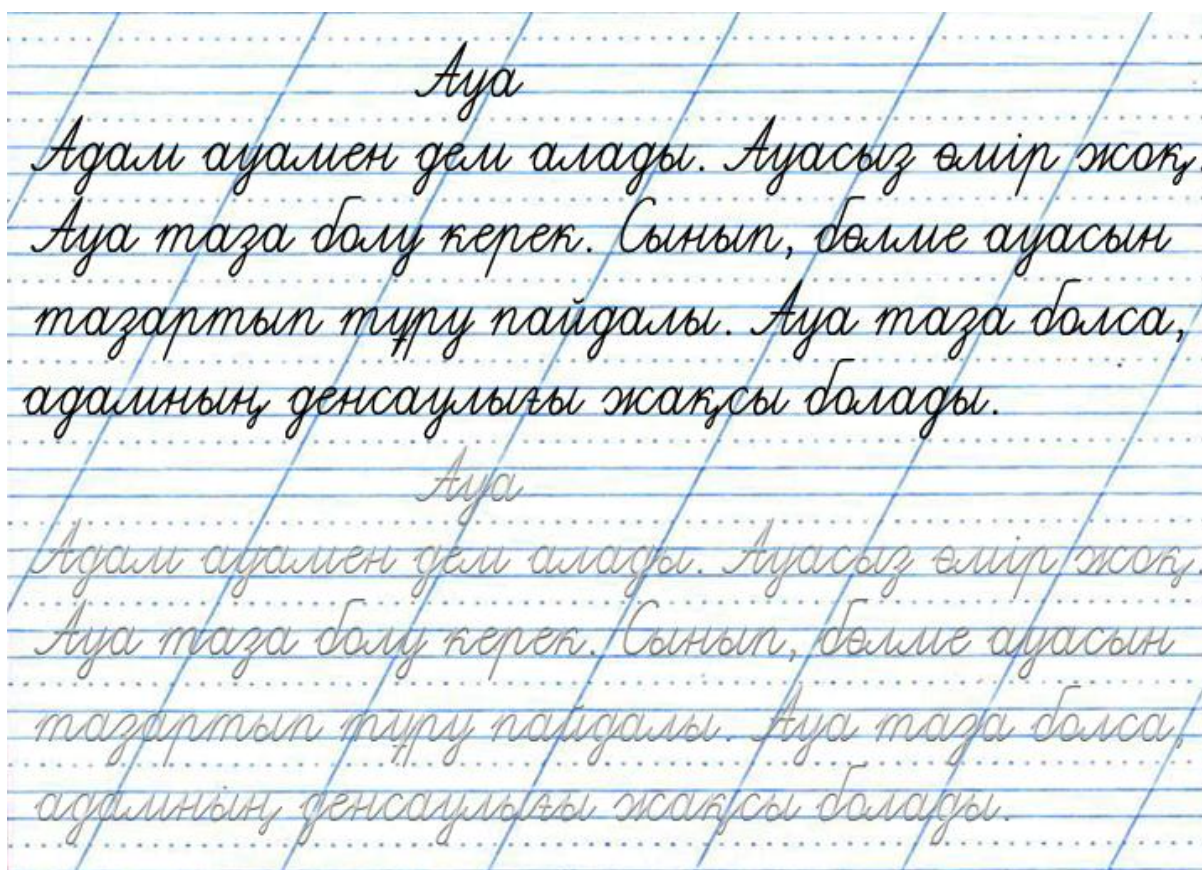 Ауа
Адам ауамен дем алады. Ауасыз өмір жоқ.
Ауа таза болу керек. Сынып, бөлме ауасын
тазартып тұру пайдалы. Ауа таза болса,
адамның денсаулығы жақсы болады.
Ауа
Адам ауамен дем алады. Ауасыз өмір жоқ.
Ауа таза болу керек. Сынып, бөлме ауасын
тазартып тұру пайдалы. Ауа таза болса,
адамның денсаулығы жақсы болады.